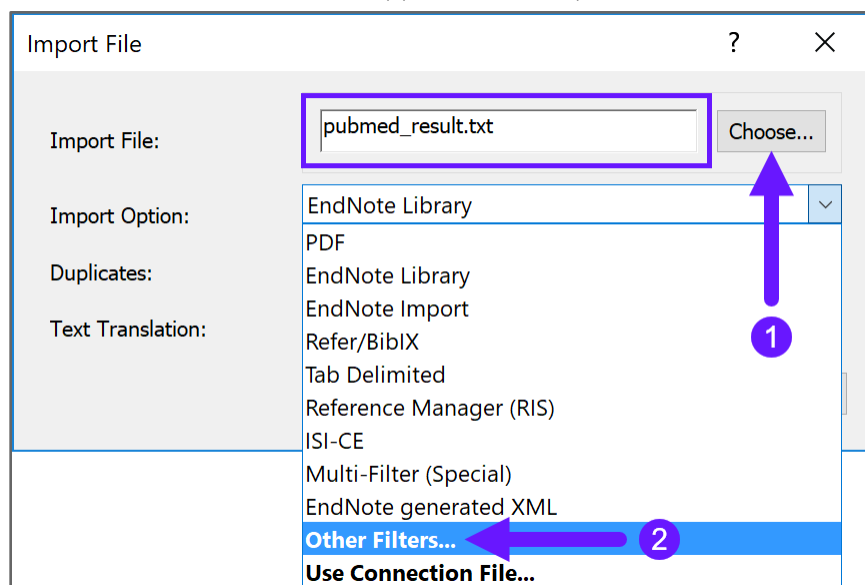 Import File
?
Import File:
pubmed_result.txt
Choose...
Import Option:
EndNote Library
PDF
Duplicates:
EndNote Library
EndNote Import
Text Translation:
Refer/BibIX
1
Tab Delimited
Reference Manager (RIS)
ISI-CE
Multi-Filter (Special)
EndNote generated XML
Other Filters...
2
Use Connection File...